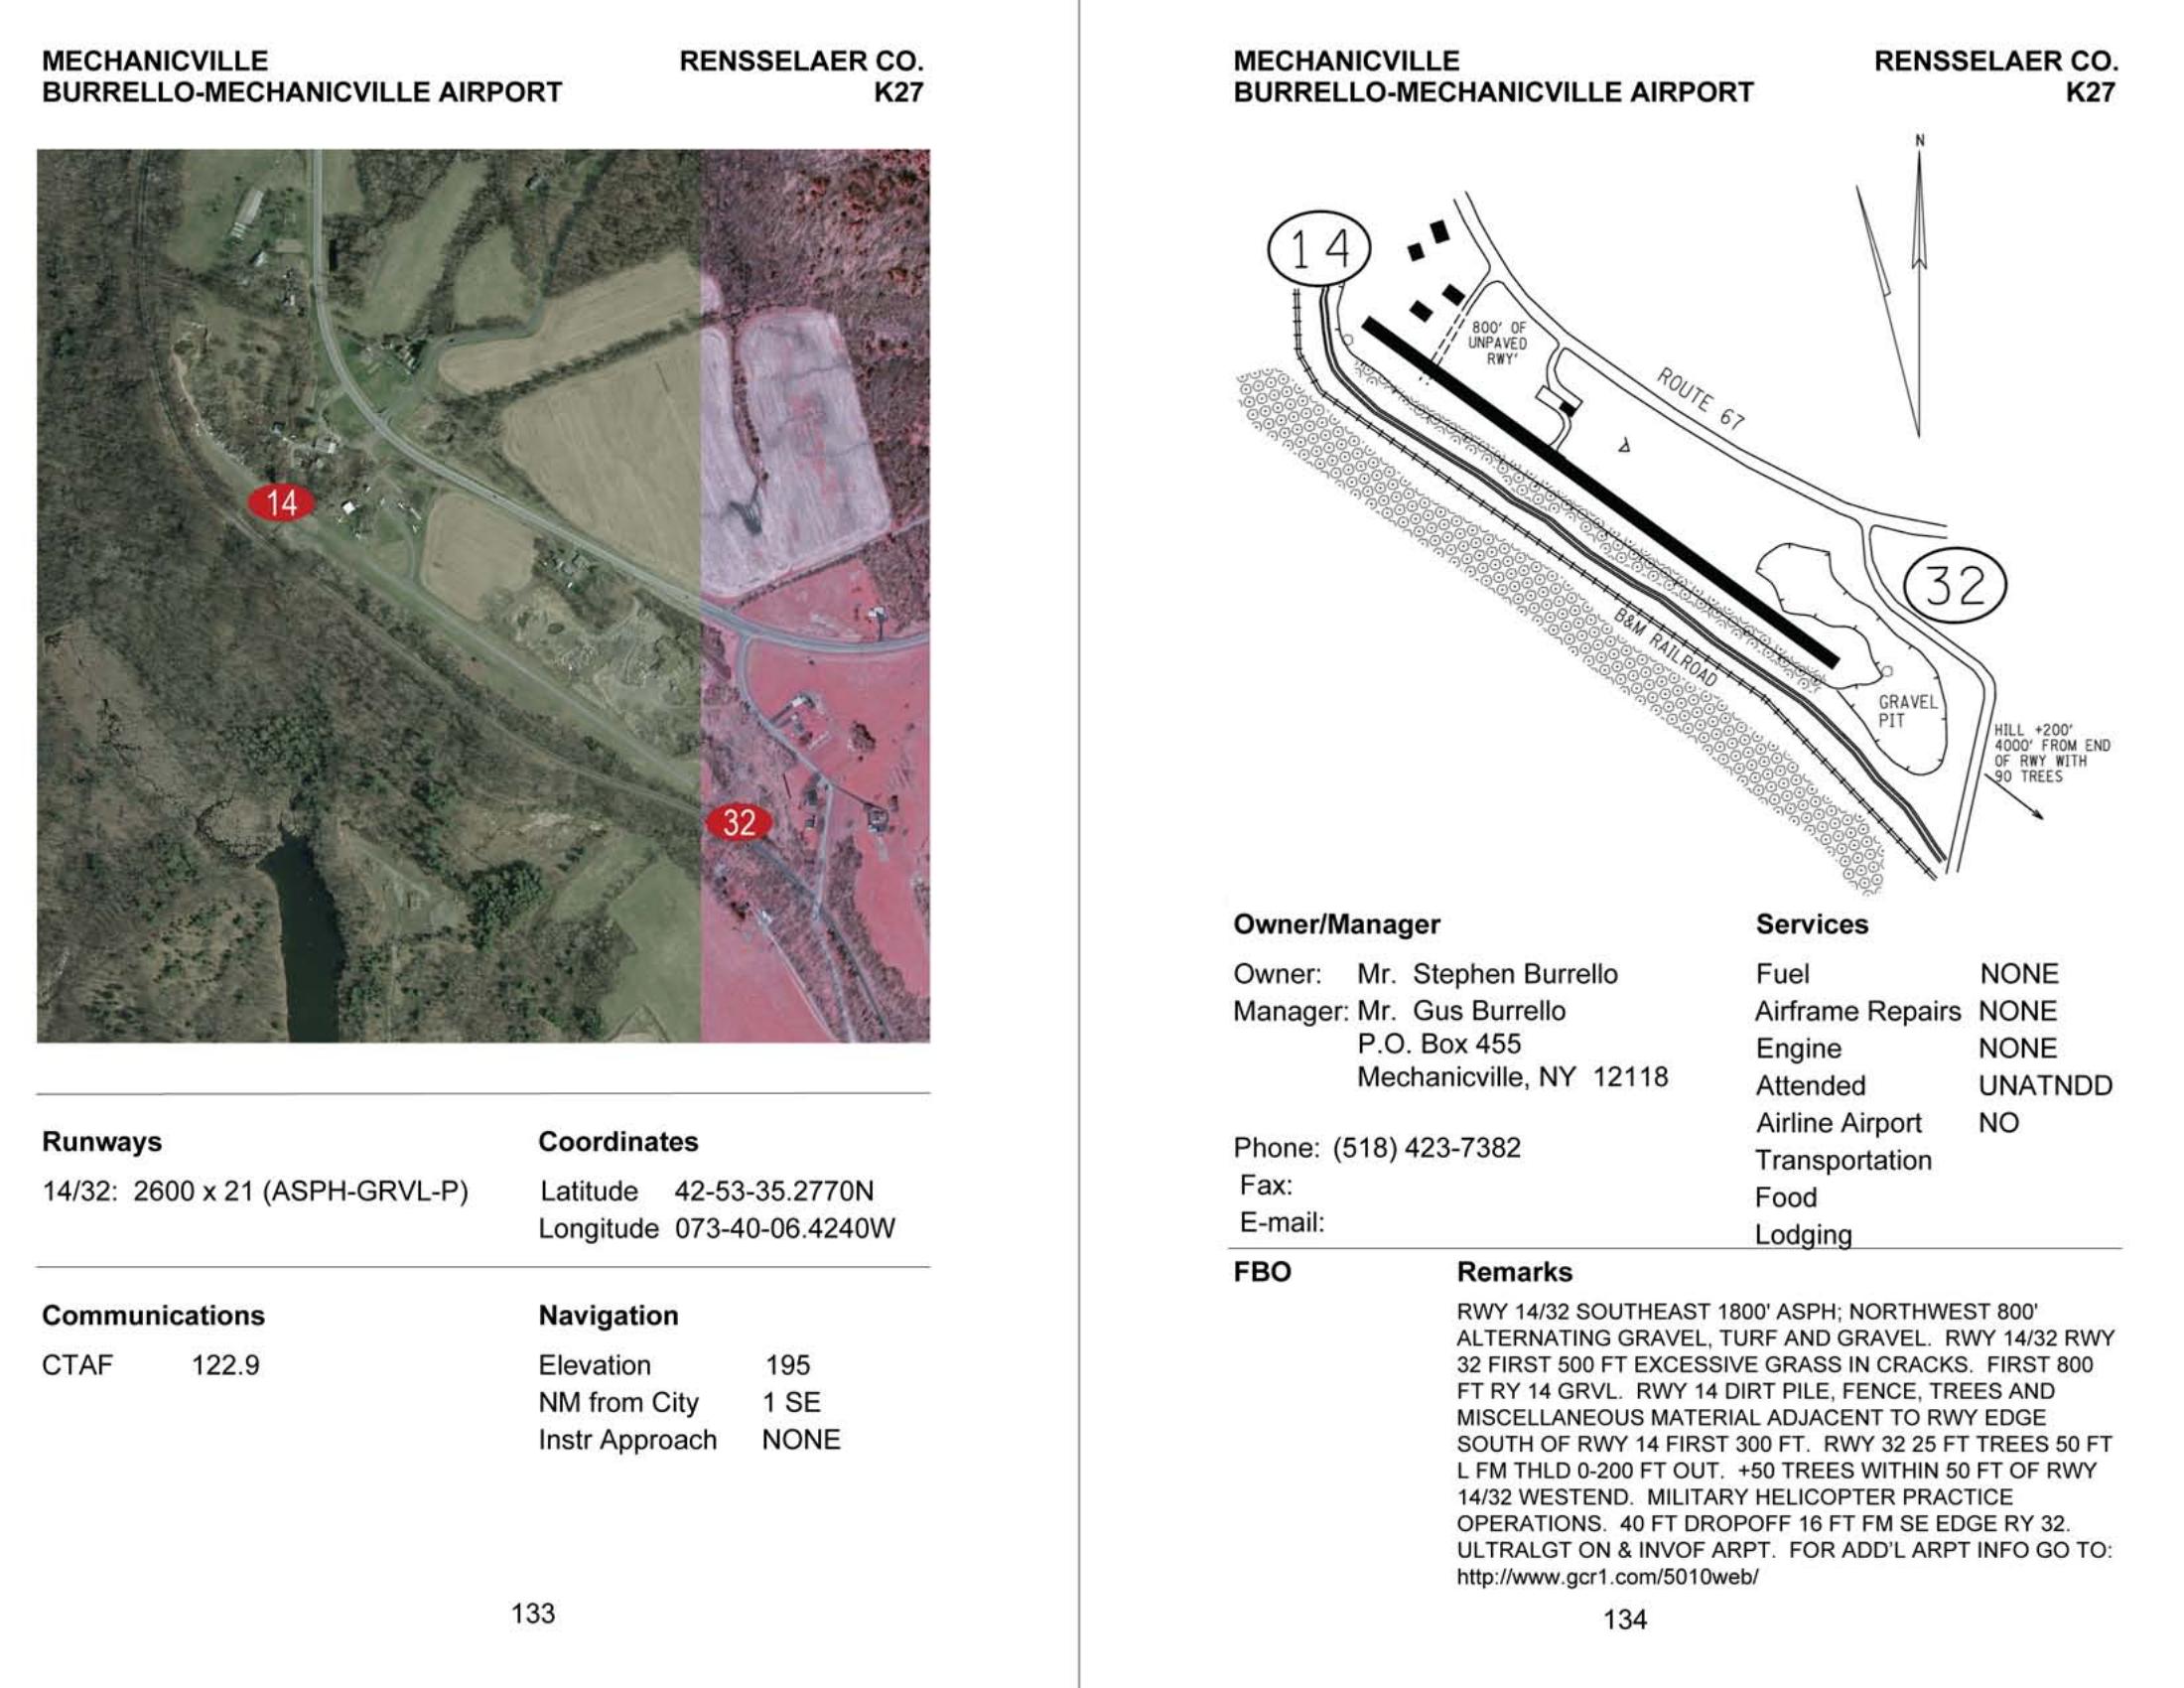 MECHANICVILLE RENSSELAER CO.
BURRELLO-MECHANICVILLE AIRPORT K27
14
32
Runways
14/32: 2600 x 21 (ASPH-GRVL-P)
Coordinates
Latitude 42-53-35.2770N
Longitude 073-40-06.4240W
Communications
CTAF 122.9
Navigation
Elevation 195
NM from City 1 SE
Instr Approach NONE
133
MECHANICVILLE RENSSELAER CO.
BURRELLO-MECHANICVILLE AIRPORT K27
N
14
800' OF
UNPAVED
RWY'
ROUTE 67
32
B&M RAILROAD
GRAVEL
PIT
HILL +200'
4000' FROM END
OF RWY WITH
90 TREES
Owner/Manager
Owner: Mr. Stephen Burrello
Manager: Mr. Gus Burrello
P.O. Box 455
Mechanicville, NY 12118
Phone: (518) 423-7382
Fax:
E-mail:
Services
Fuel NONE
Airframe Repairs NONE
Engine NONE
Attended UNATNDD
Airline Airport NO
Transportation
Food
Lodging
FBO
Remarks
RWY 14/32 SOUTHEAST 1800' ASPH; NORTHWEST 800'
ALTERNATING GRAVEL, TURF AND GRAVEL. RWY 14/32 RWY
32 FIRST 500 FT EXCESSIVE GRASS IN CRACKS. FIRST 800
FT RY 14 GRVL. RWY 14 DIRT PILE, FENCE, TREES AND
MISCELLANEOUS MATERIAL ADJACENT TO RWY EDGE
SOUTH OF RWY 14 FIRST 300 FT. RWY 32 25 FT TREES 50 FT
L FM THLD 0-200 FT OUT. +50 TREES WITHIN 50 FT OF RWY
14/32 WESTEND. MILITARY HELICOPTER PRACTICE
OPERATIONS. 40 FT DROPOFF 16 FT FM SE EDGE RY 32.
ULTRALGT ON & INVOF ARPT. FOR ADD'L ARPT INFO GO TO:
http://www.gcr1.com/5010web/
134